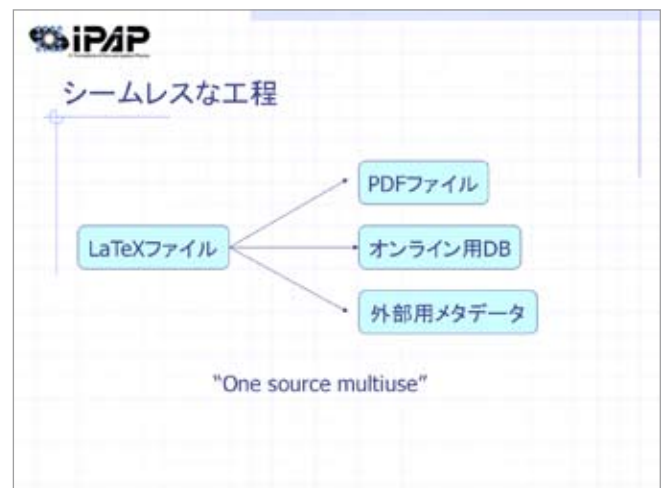 iPAP
シームレスな工程
PDFファイル
LaTeXファイル
オンライン用DB
外部用メタデータ
“One source multiuse”